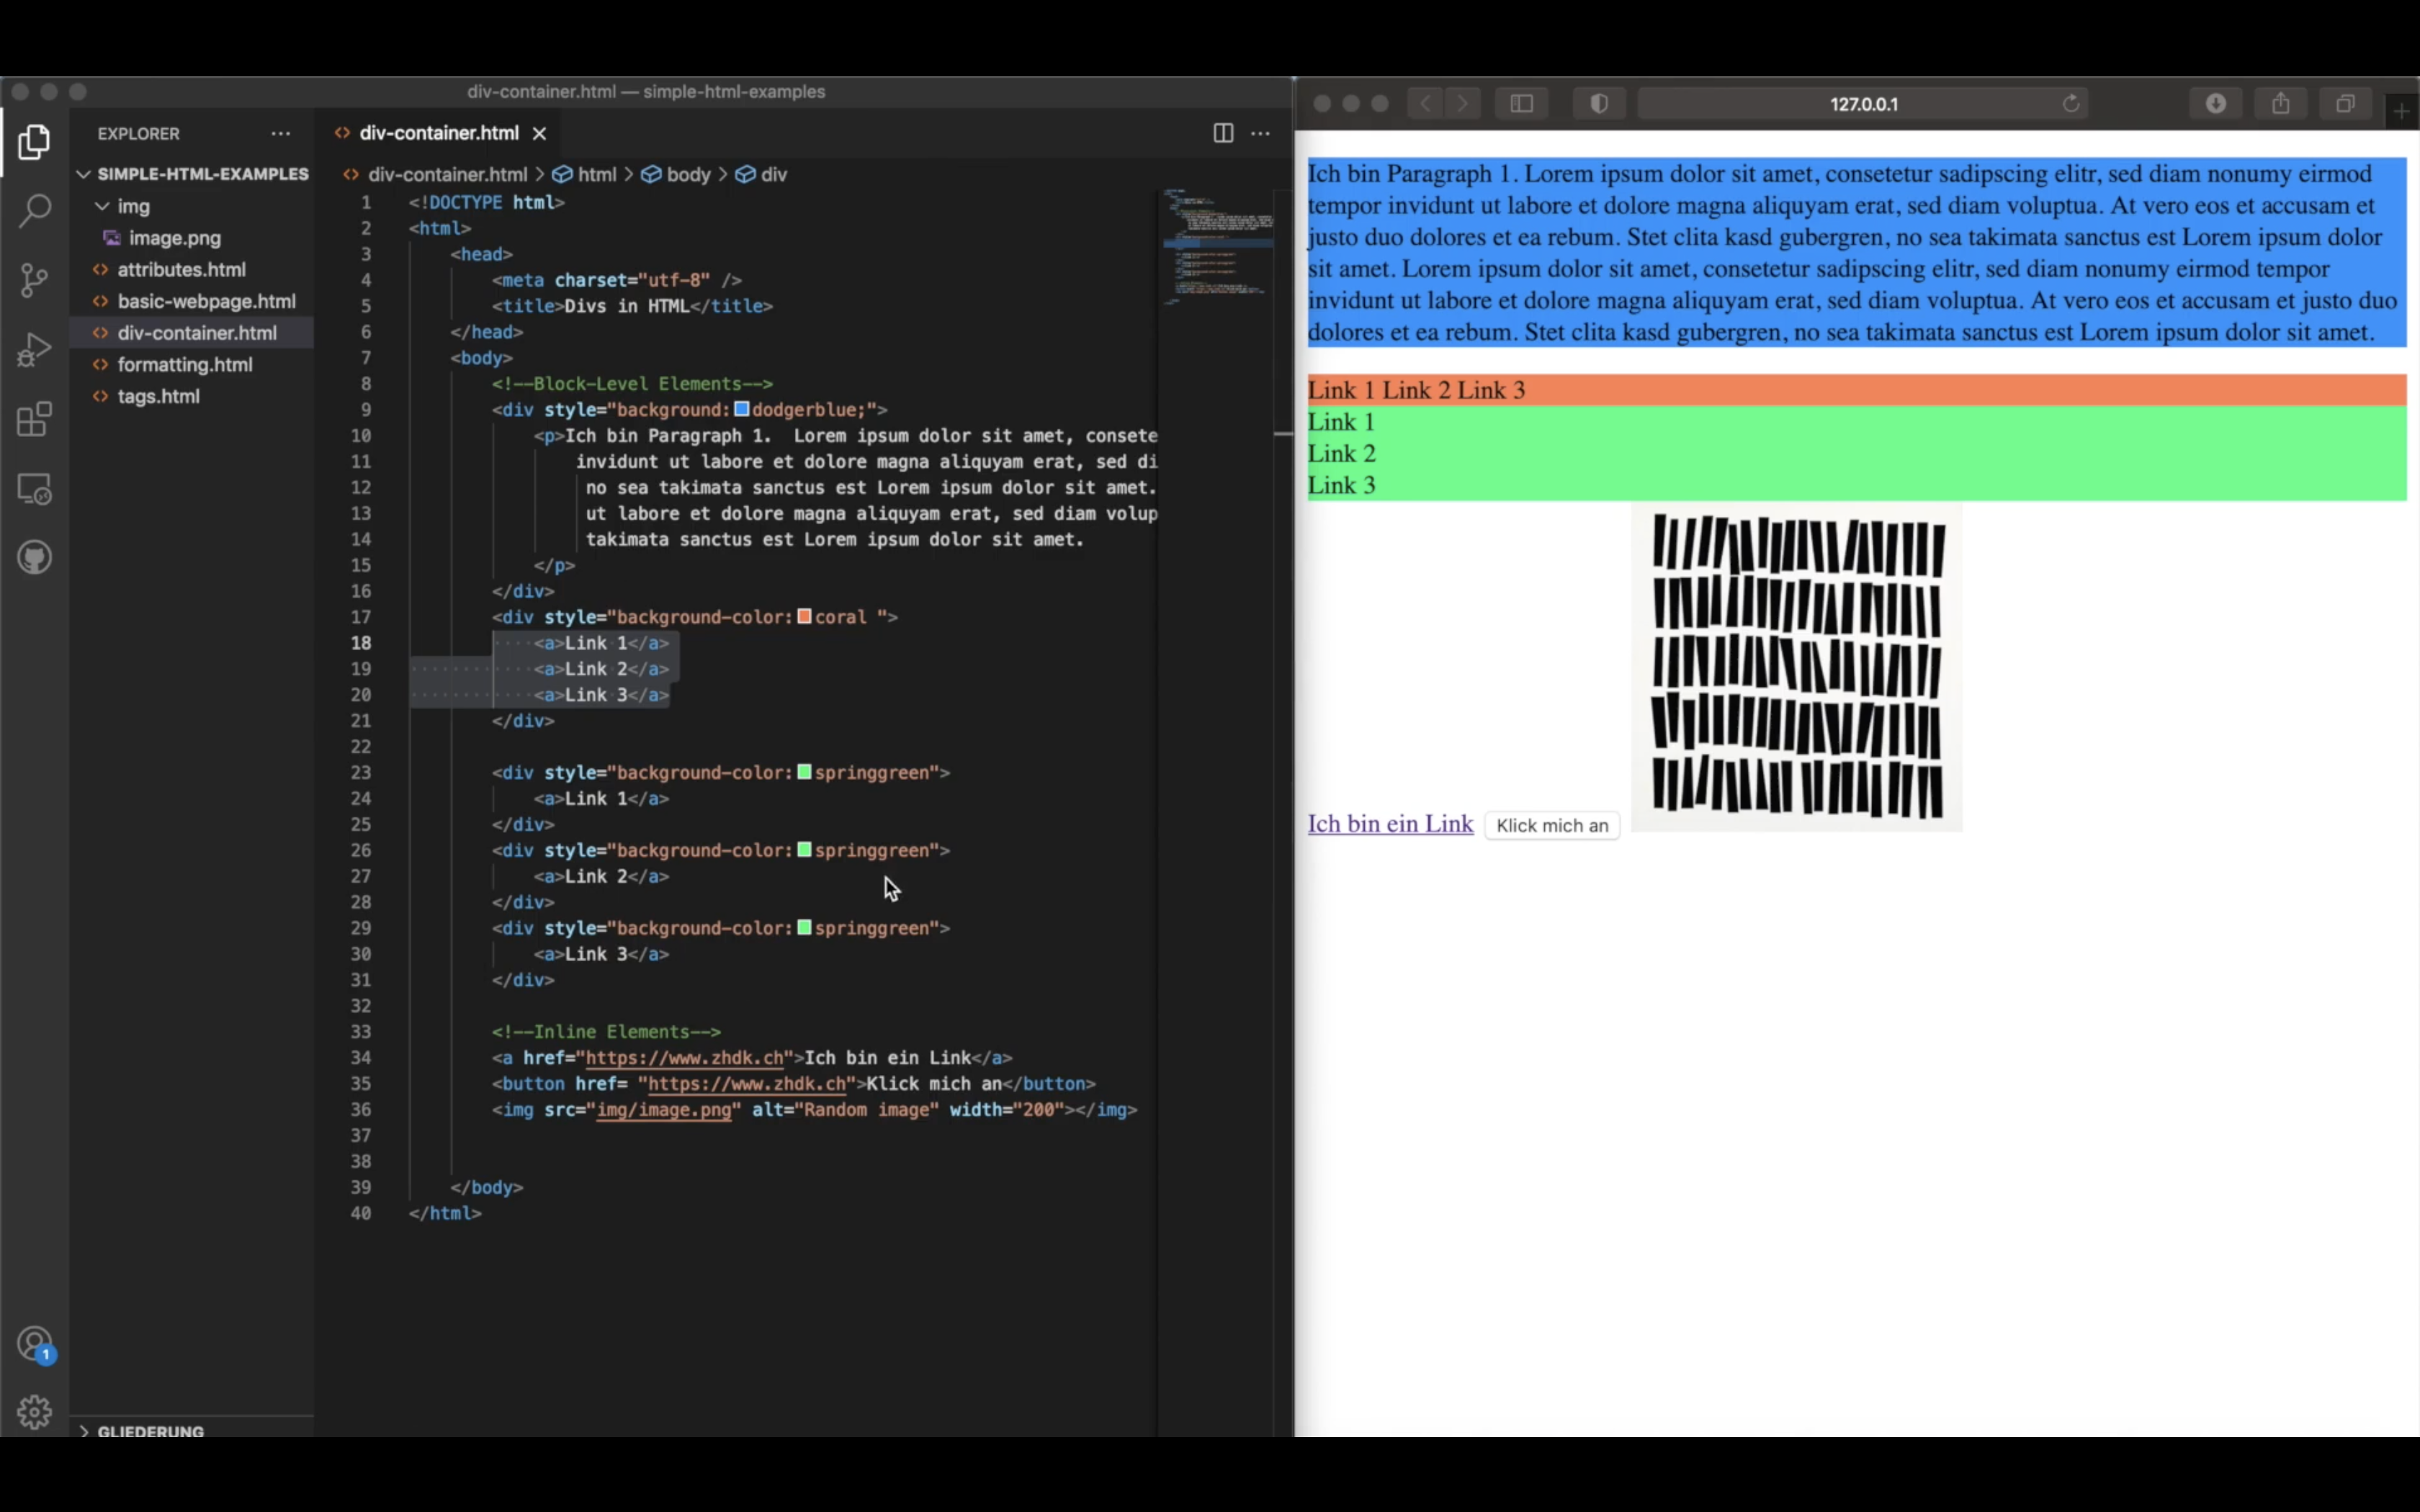 div-container.html — simple-html-examples
EXPLORER
SIMPLE-HTML-EXAMPLES
img
image.png
attributes.html
basic-webpage.html
div-container.html
formatting.html
tags.html
1
GLIEDERUNG
div-container.html
div-container.html > html > body > div
1 <!DOCTYPE html>
2 <html>
3 <head>
4 <meta charset="utf-8" />
5 <title>Divs in HTML</title>
6 </head>
7 <body>
8 <!--Block-Level Elements-->
9 <div style="background:dodgerblue;">
10 <p>Ich bin Paragraph 1.  Lorem ipsum dolor sit amet, consete
11 invidunt ut labore et dolore magna aliquyam erat, sed di
12 no sea takimata sanctus est Lorem ipsum dolor sit amet.
13 ut labore et dolore magna aliquyam erat, sed diam volup
14 takimata sanctus est Lorem ipsum dolor sit amet.
15 </p>
16 </div>
17 <div style="background-color:coral ">
18 <a>Link 1</a>
19 <a>Link 2</a>
20 <a>Link 3</a>
21 </div>
22
23 <div style="background-color:springgreen">
24 <a>Link 1</a>
25 </div>
26 <div style="background-color:springgreen">
27 <a>Link 2</a>
28 </div>
29 <div style="background-color:springgreen">
30 <a>Link 3</a>
31 </div>
32
33 <!--Inline Elements-->
34 <a href="https://www.zhdk.ch">Ich bin ein Link</a>
35 <button href= "https://www.zhdk.ch">Klick mich an</button>
36 <img src="img/image.png" alt="Random image" width="200"></img>
37
38
39 </body>
40 </html>
127.0.0.1
Ich bin Paragraph 1. Lorem ipsum dolor sit amet, consetetur sadipscing elitr, sed diam nonumy eirmod
tempor invidunt ut labore et dolore magna aliquyam erat, sed diam voluptua. At vero eos et accusam et
justo duo dolores et ea rebum. Stet clita kasd gubergren, no sea takimata sanctus est Lorem ipsum dolor
sit amet. Lorem ipsum dolor sit amet, consetetur sadipscing elitr, sed diam nonumy eirmod tempor
invidunt ut labore et dolore magna aliquyam erat, sed diam voluptua. At vero eos et accusam et justo duo
dolores et ea rebum. Stet clita kasd gubergren, no sea takimata sanctus est Lorem ipsum dolor sit amet.
Link 1 Link 2 Link 3
Link 1
Link 2
Link 3
Ich bin ein Link Klick mich an